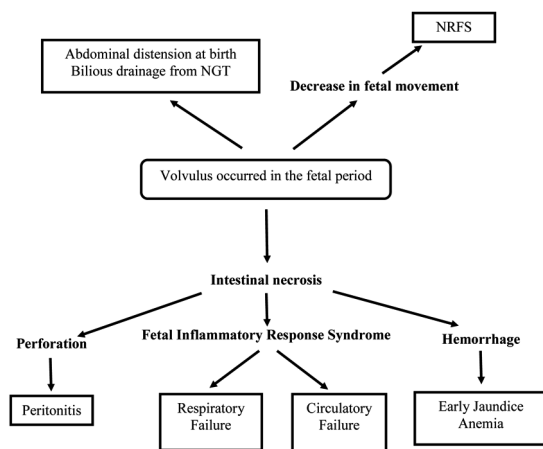 NRFS
Abdominal distension at birth
Bilious drainage from NGT
Decrease in fetal movement
Volvulus occurred in the fetal period
Intestinal necrosis
Perforation
Fetal Inflammatory Response Syndrome
Hemorrhage
Peritonitis
Respiratory
Failure
Circulatory
Failure
Early Jaundice
Anemia